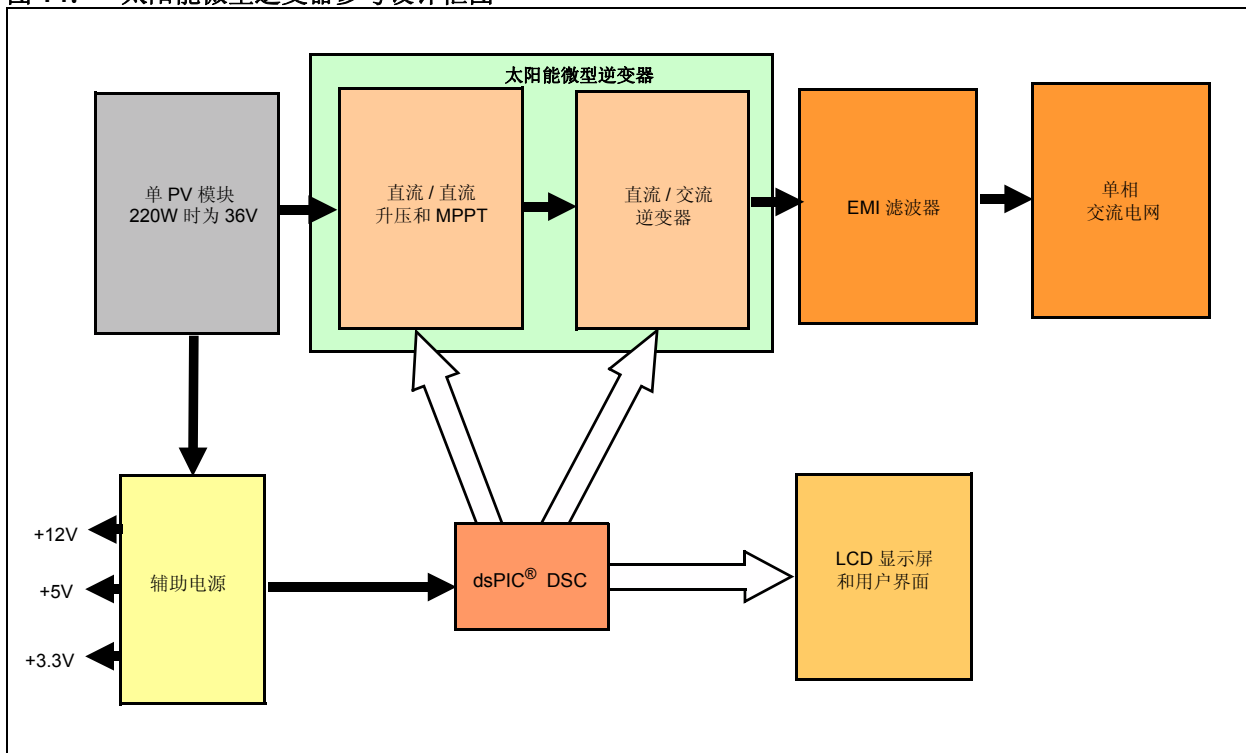 太阳能微型逆变器
单 PV 模块
220W 时为 36V
直流 / 直流
升压和 MPPT
直流 / 交流
逆变器
EMI 滤波器
单相
交流电网
+12V
+5V
+3.3V
辅助电源
dsPIC® DSC
LCD 显示屏
和用户界面